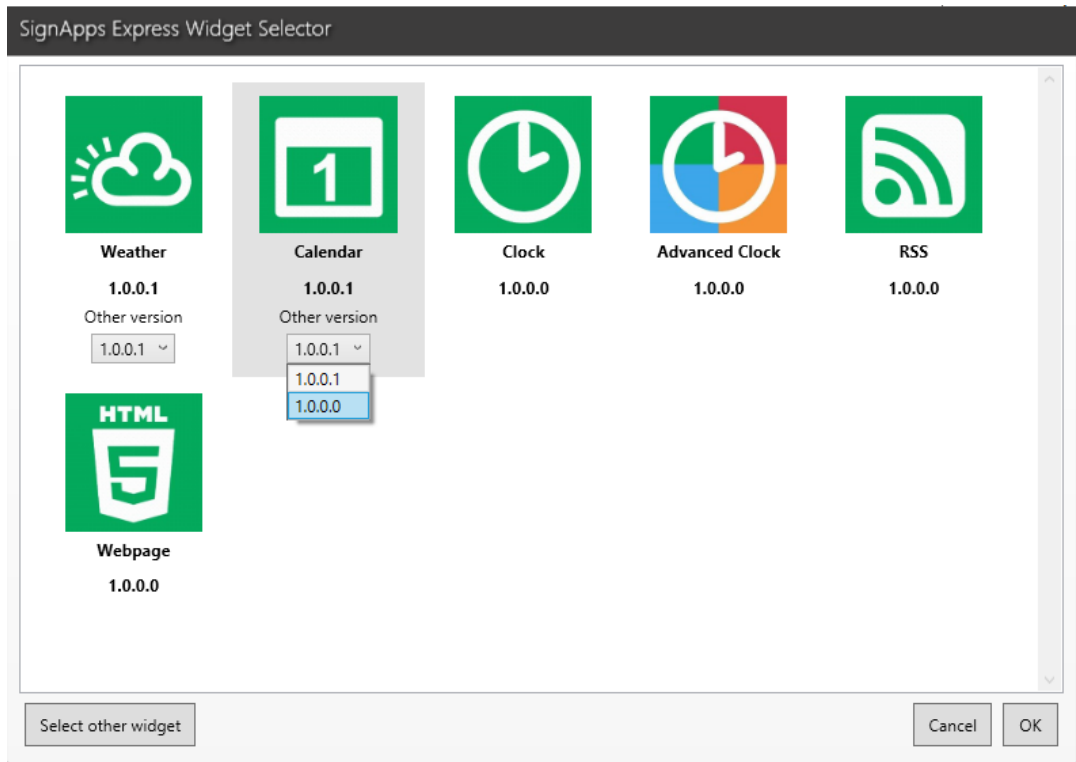 SignApps Express Widget Selector
1
Weather
Calendar
Clock
Advanced Clock
RSS
1.0.0.1
1.0.0.1
1.0.0.0
1.0.0.0
1.0.0.0
Other version
Other version
1.0.0.1
1.0.0.1
1.0.0.1
1.0.0.0
HTML
5
Webpage
1.0.0.0
Select other widget
Cancel
OK